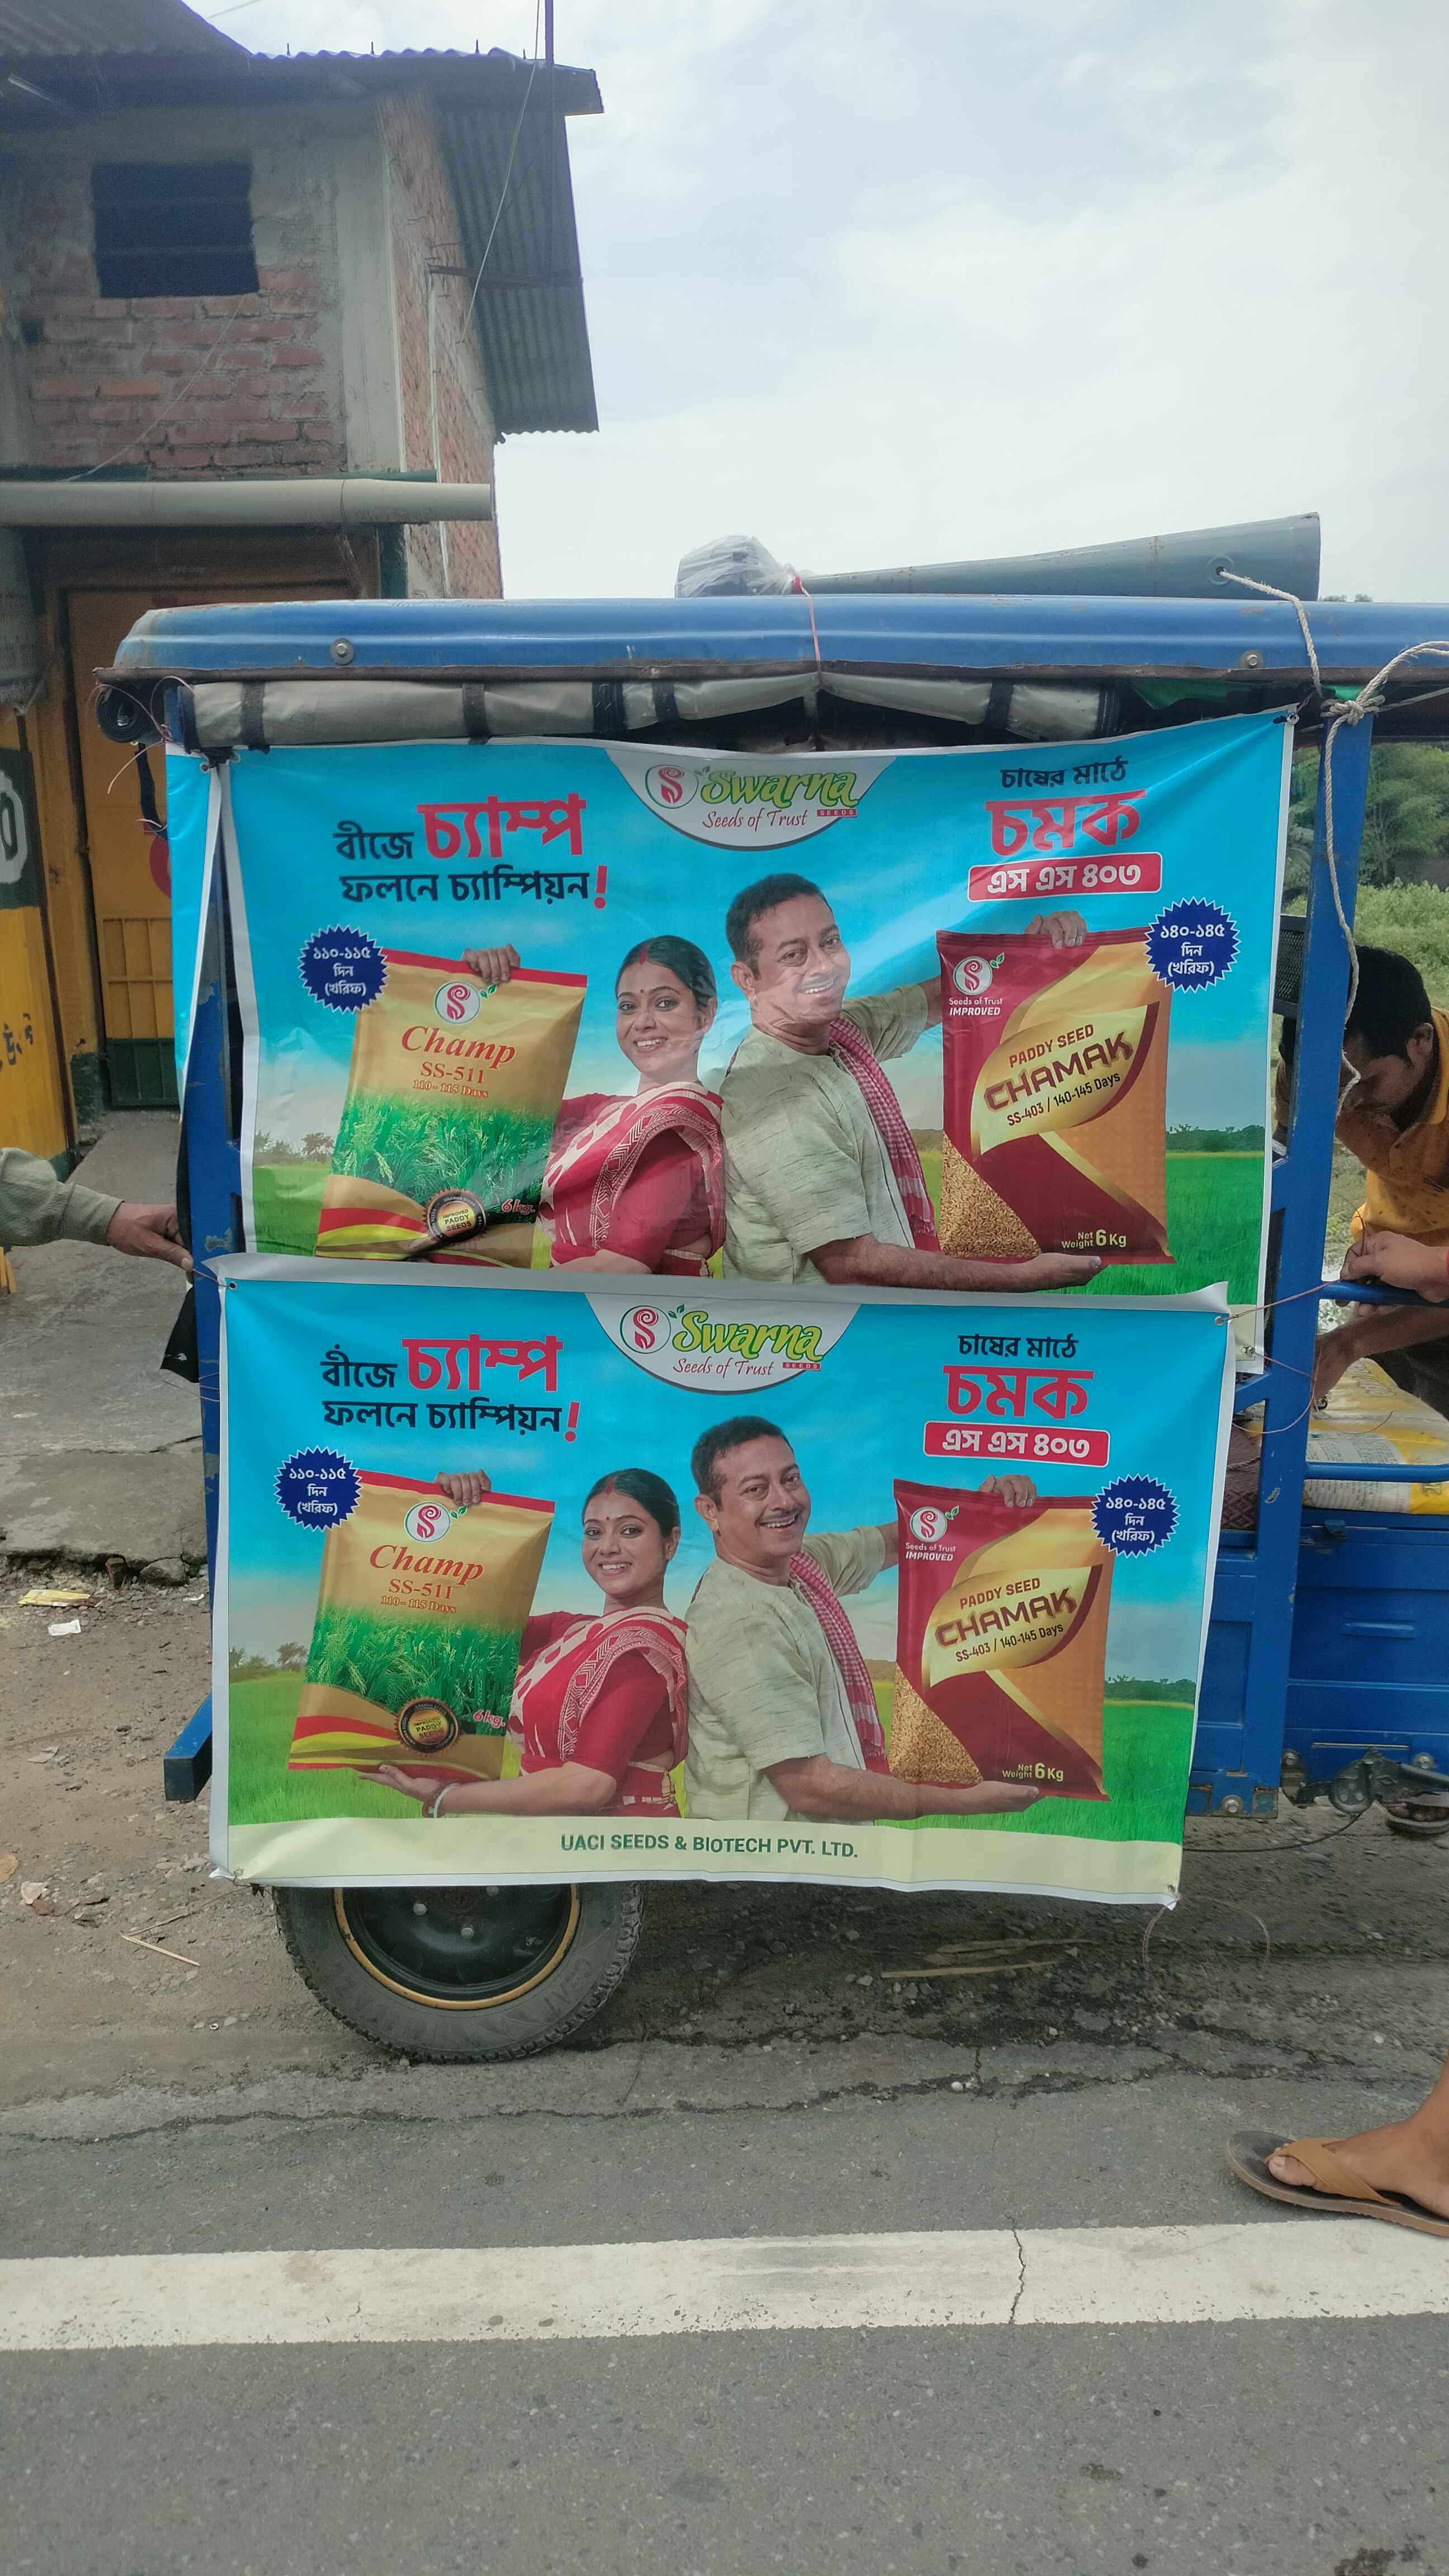 Swarna
Seeds of Trust SEEDS
বীজে চ্যাম্প
ফলনে চ্যাম্পিয়ন!
চাষের মাঠে
চমক
এস এস ৪০৩
১১০-১১৫
দিন
(খরিফ)
১৪০-১৪৫
দিন
(খরিফ)
Champ
SS-511
110-115 Days
PADDY
SEEDS
6kg.
Seeds of Trust
IMPROVED
PADDY SEED
CHAMAK
SS-403 / 140-145 Days
Net
Weight 6 Kg
Swarna
Seeds of Trust SEEDS
বীজে চ্যাম্প
ফলনে চ্যাম্পিয়ন!
চাষের মাঠে
চমক
এস এস ৪০৩
১১০-১১৫
দিন
(খরিফ)
১৪০-১৪৫
দিন
(খরিফ)
Champ
SS-511
110-115 Days
PADDY
SEEDS
6kg.
Seeds of Trust
IMPROVED
PADDY SEED
CHAMAK
SS-403 / 140-145 Days
Net
Weight 6 Kg
UACI SEEDS & BIOTECH PVT. LTD.
CEAT